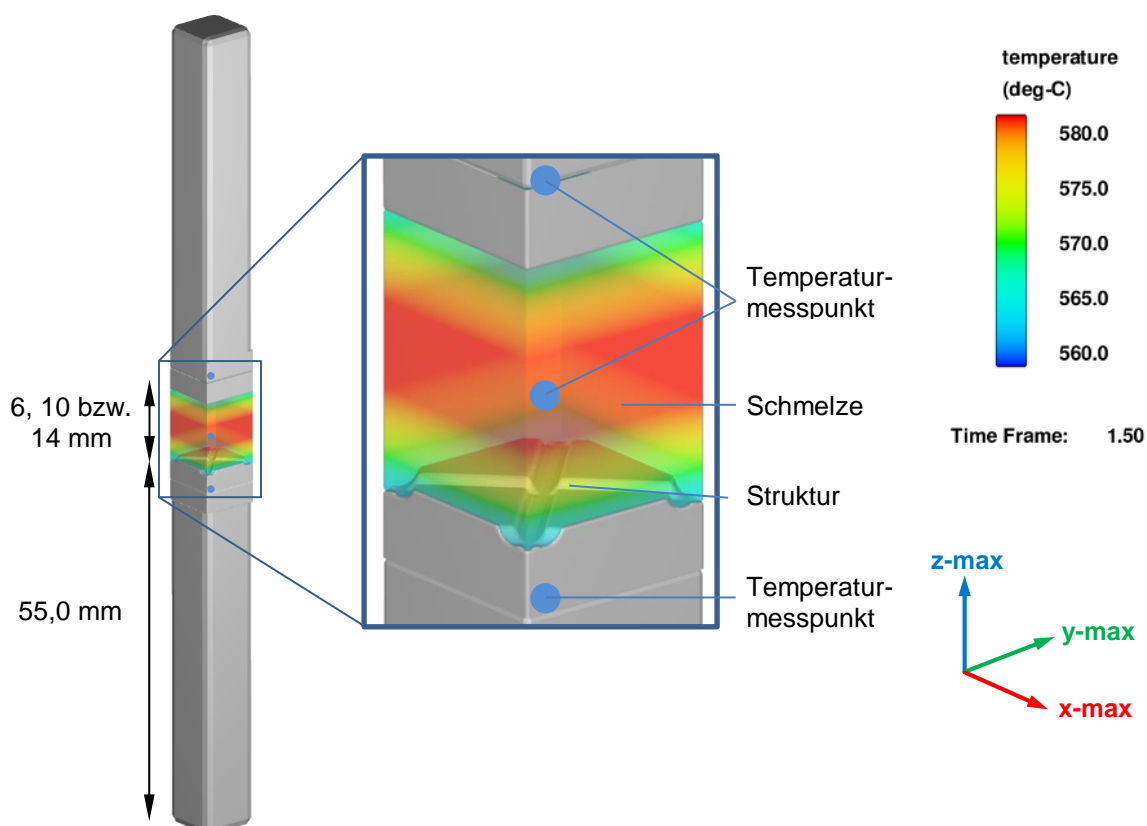 temperature
(deg-C)
580.0
575.0
570.0
565.0
560.0
Time Frame: 1.50
6, 10 bzw.
14 mm
55,0 mm
Temperatur-
messpunkt
Schmelze
Struktur
Temperatur-
messpunkt
z-max
y-max
x-max